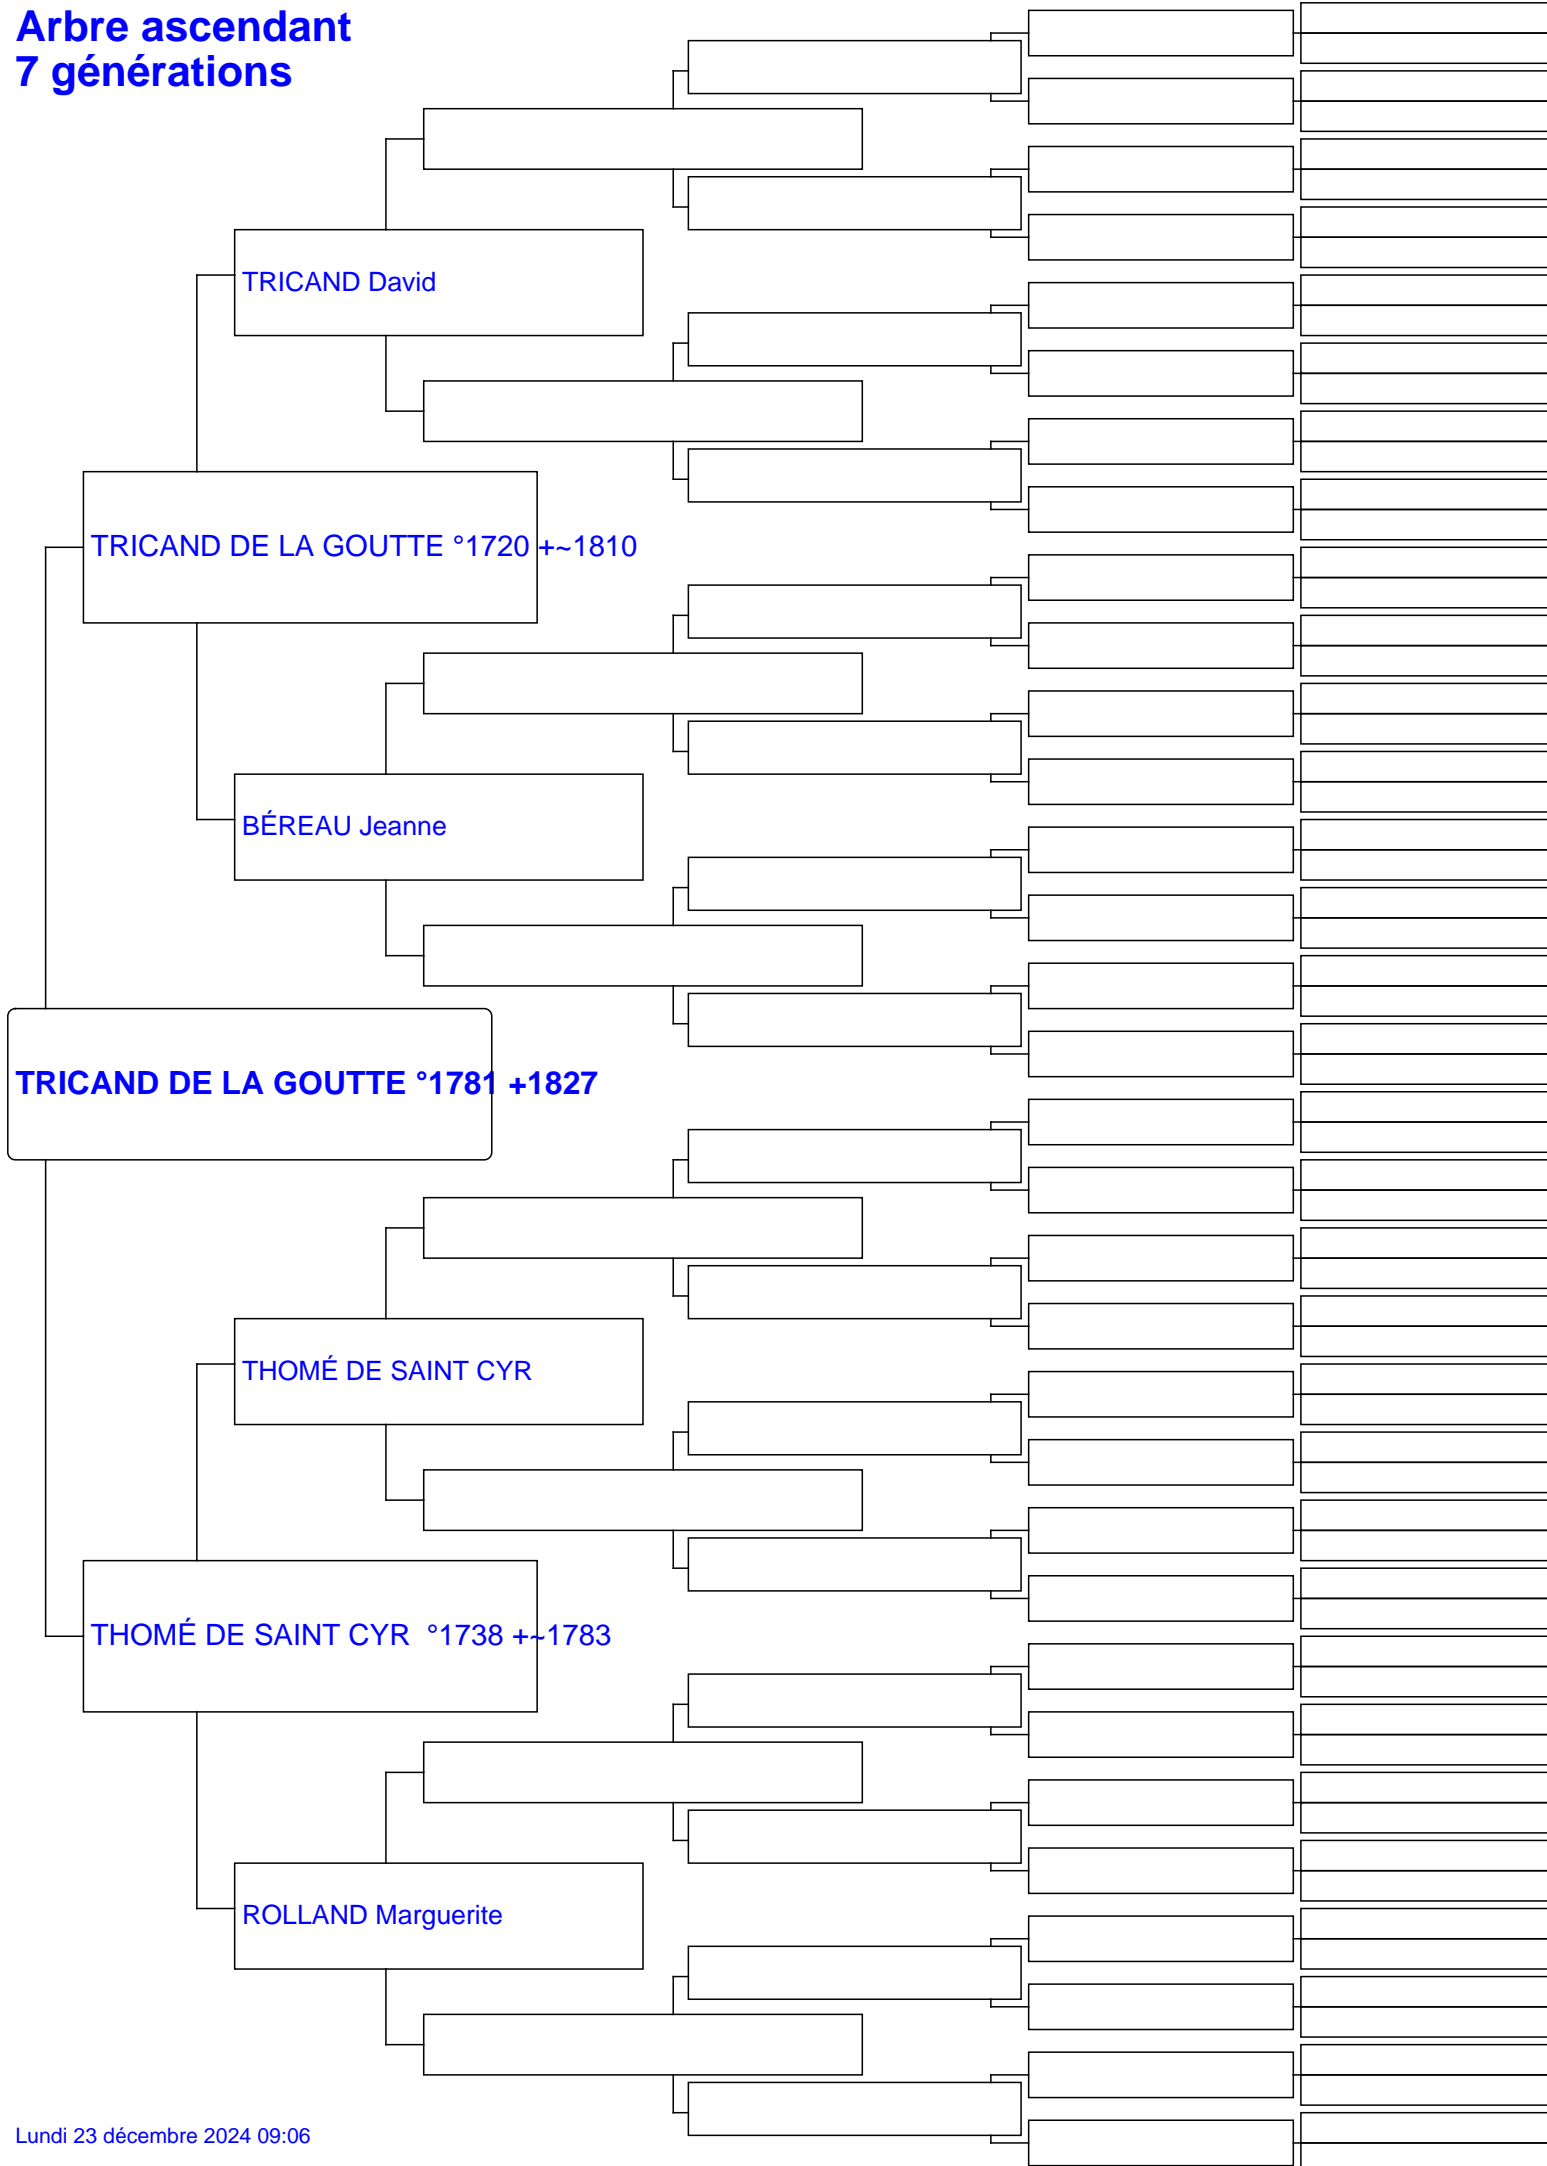 Arbre ascendant
7 générations
TRICAND David
TRICAND DE LA GOUTTE °1720 +~1810
BÉREAU Jeanne
TRICAND DE LA GOUTTE °1781 +1827
THOMÉ DE SAINT CYR
THOMÉ DE SAINT CYR °1738 +~1783
ROLLAND Marguerite
Lundi 23 décembre 2024 09:06